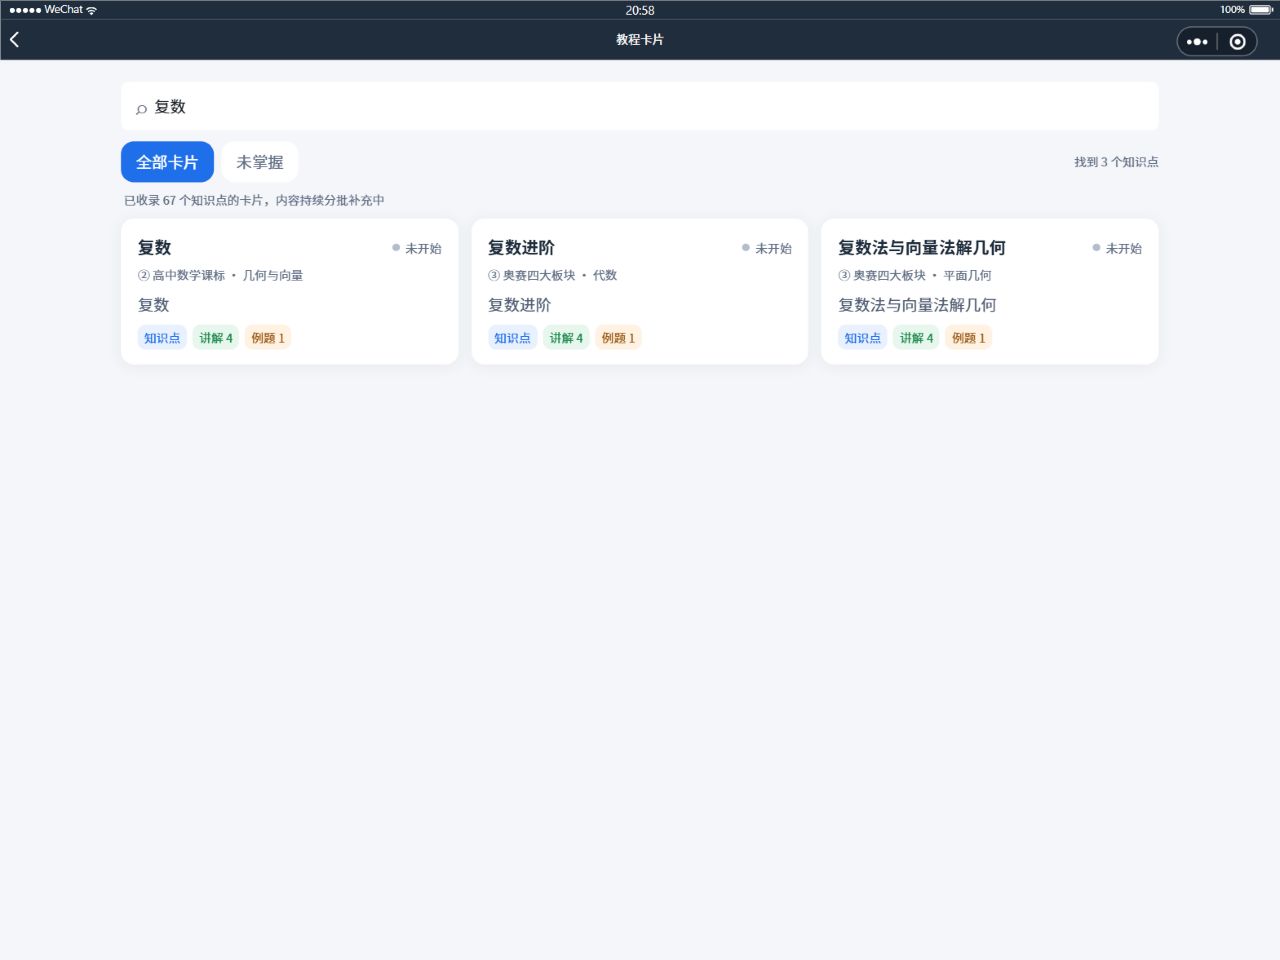 ●●●●● WeChat 20:58 100%
教程卡片
复数
全部卡片 未掌握 找到 3 个知识点
已收录 67 个知识点的卡片，内容持续分批补充中
复数 未开始
② 高中数学课标 · 几何与向量
复数
知识点 讲解 4 例题 1
复数进阶 未开始
③ 奥赛四大板块 · 代数
复数进阶
知识点 讲解 4 例题 1
复数法与向量法解几何 未开始
③ 奥赛四大板块 · 平面几何
复数法与向量法解几何
知识点 讲解 4 例题 1